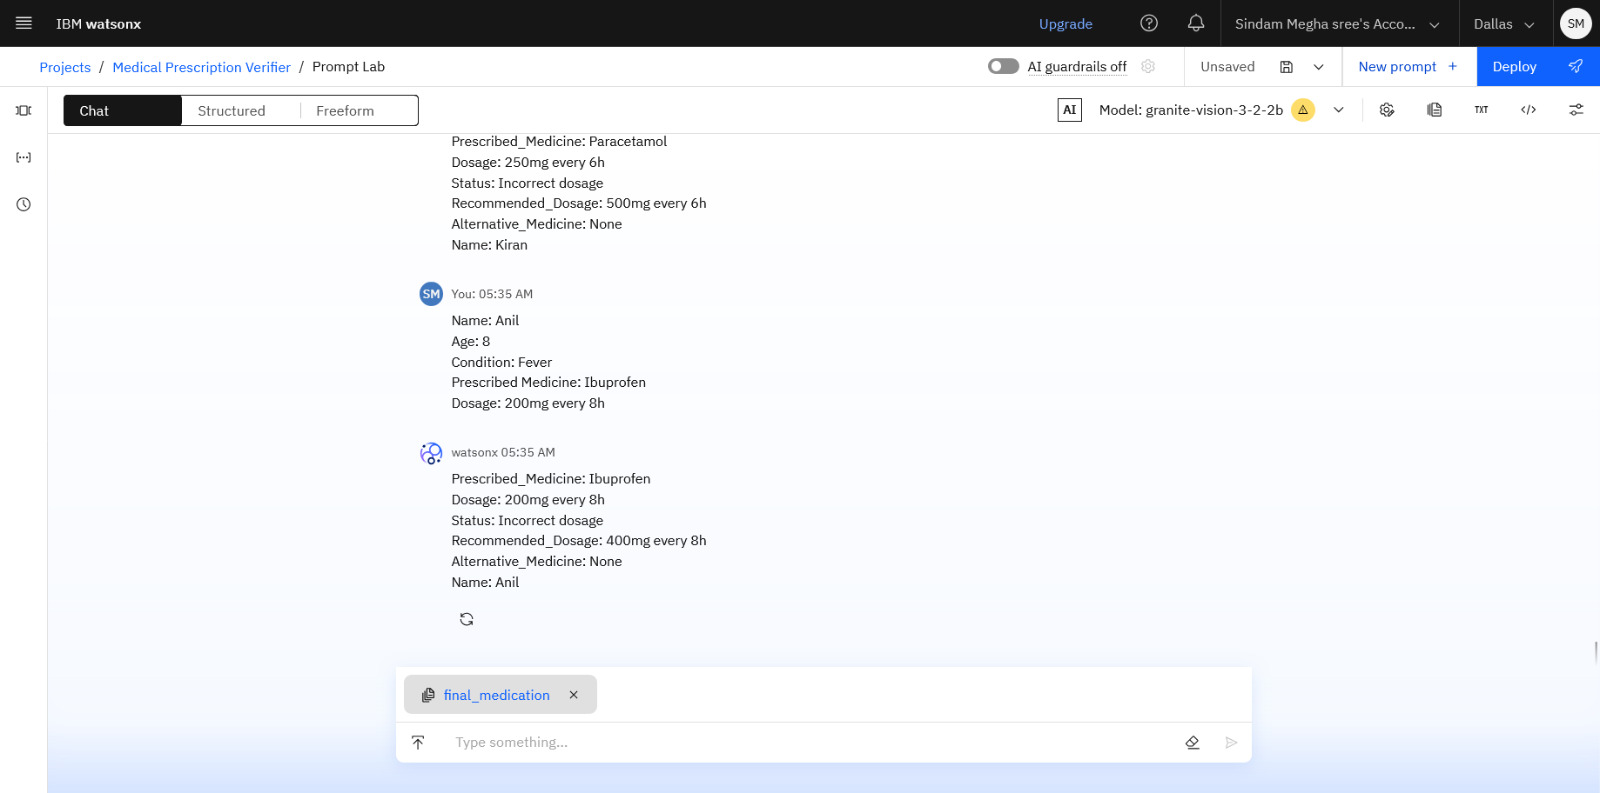 IBM watsonx
Upgrade
Sindam Megha sree's Acco...
Dallas
SM
Projects / Medical Prescription Verifier / Prompt Lab
AI guardrails off
Unsaved
New prompt +
Deploy
Chat
Structured
Freeform
AI
Model: granite-vision-3-2-2b
TXT
Prescribed_Medicine: Paracetamol
Dosage: 250mg every 6h
Status: Incorrect dosage
Recommended_Dosage: 500mg every 6h
Alternative_Medicine: None
Name: Kiran
SM
You: 05:35 AM
Name: Anil
Age: 8
Condition: Fever
Prescribed Medicine: Ibuprofen
Dosage: 200mg every 8h
watsonx 05:35 AM
Prescribed_Medicine: Ibuprofen
Dosage: 200mg every 8h
Status: Incorrect dosage
Recommended_Dosage: 400mg every 8h
Alternative_Medicine: None
Name: Anil
final_medication
Type something...